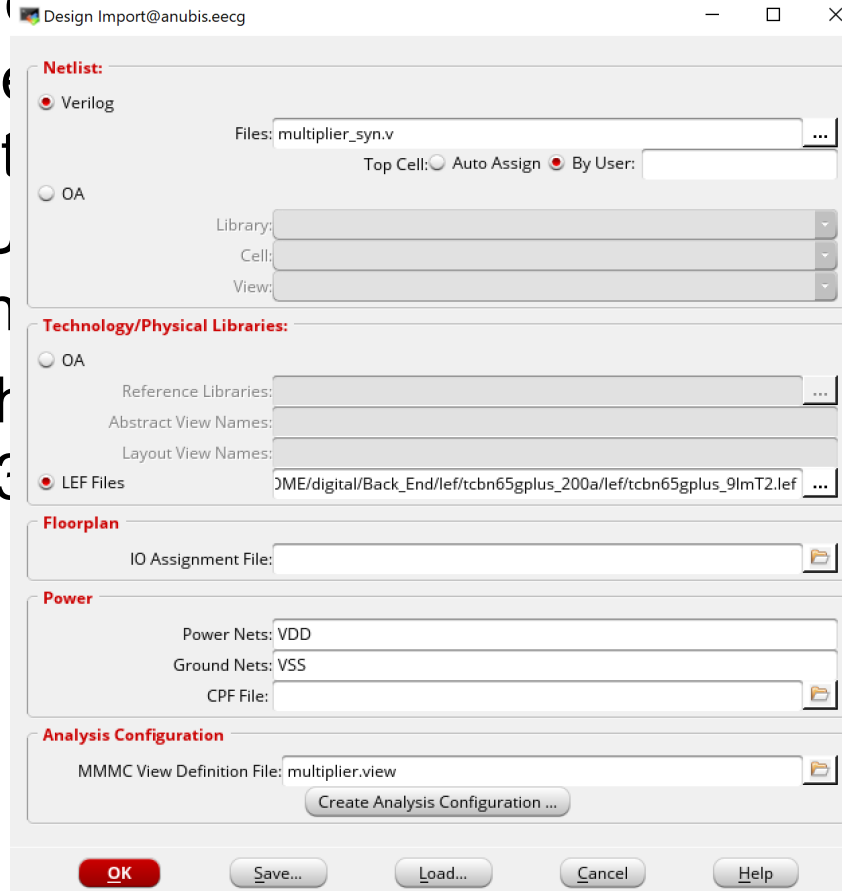 Design Import@anubis.eecg
Netlist:
Verilog
Files: multiplier_syn.v ...
Top Cell: Auto Assign By User:
OA
Library:
Cell:
View:
Technology/Physical Libraries:
OA
Reference Libraries: ...
Abstract View Names:
Layout View Names:
LEF Files OME/digital/Back_End/lef/tcbn65gplus_200a/lef/tcbn65gplus_9lmT2.lef ...
Floorplan
IO Assignment File:
Power
Power Nets: VDD
Ground Nets: VSS
CPF File:
Analysis Configuration
MMMC View Definition File: multiplier.view
Create Analysis Configuration ...
OK Save... Load... Cancel Help